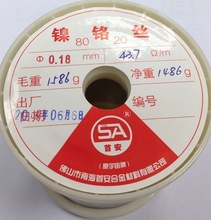 镍 铬 丝
80 20
Φ 0.18 mm 43.7 Ω/m
毛重 1586 g 净重 1486 g
出厂 编号
日期
SA ®
首安
佛山市南海首安合金材料有限公司